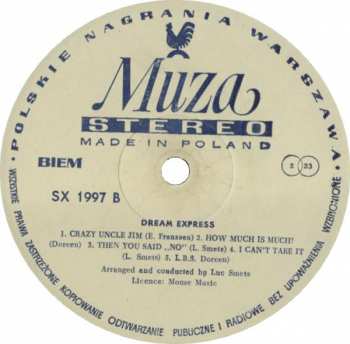 • POLSKIE NAGRANIA WARSZAWA •
Muza
STEREO
MADE IN POLAND
BIEM
2 33
SX 1997 B
DREAM EXPRESS
1. CRAZY UNCLE JIM (E. Franssen) 2. HOW MUCH IS MUCH?
(Doreen) 3. THEN YOU SAID „NO” (L. Smets) 4. I CAN'T TAKE IT
(L. Smets) 5. L.D.S. (Doreen)
Arranged and conducted by Luc Smets
Licence: Mouse Music
WSZYSTKIE PRAWA ZASTRZEŻONE KOPIOWANIE ODTWARZANIE PUBLICZNE I RADIOWE BEZ UPOWAŻNIENIA WZBRONIONE